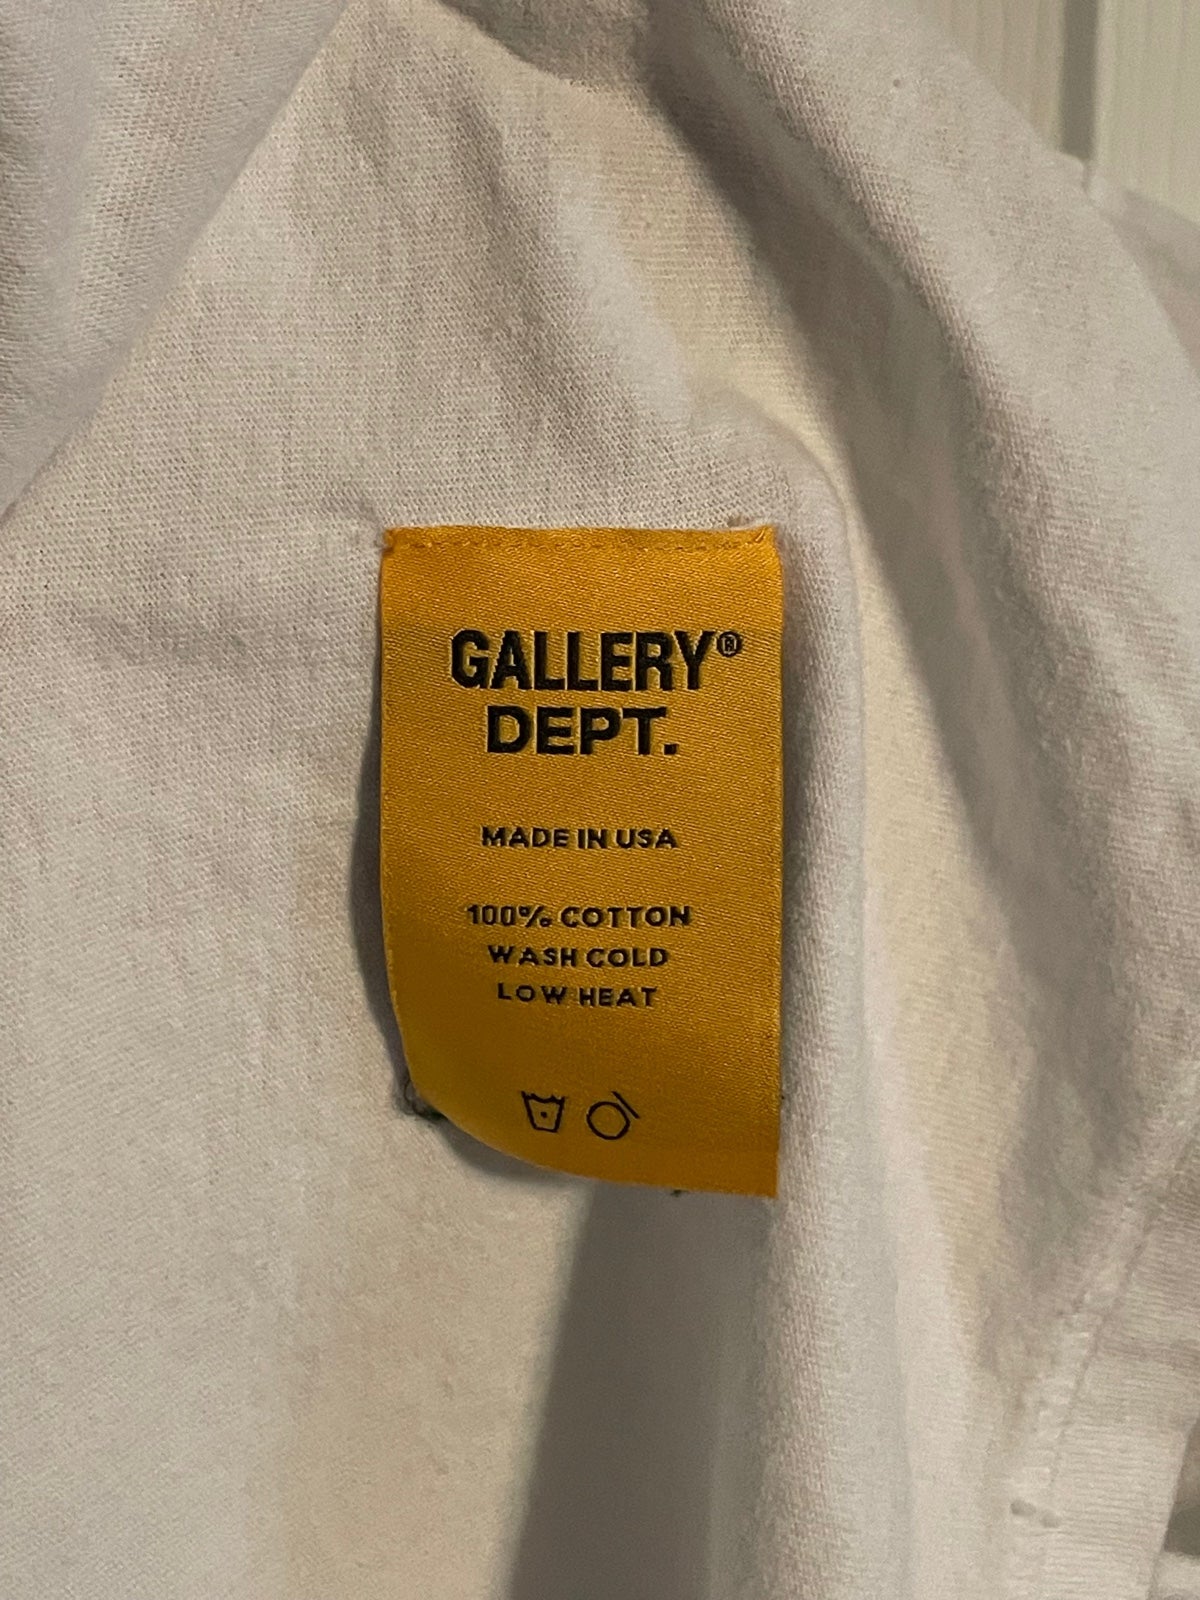 GALLERY®
DEPT.
MADE IN USA
100% COTTON
WASH COLD
LOW HEAT